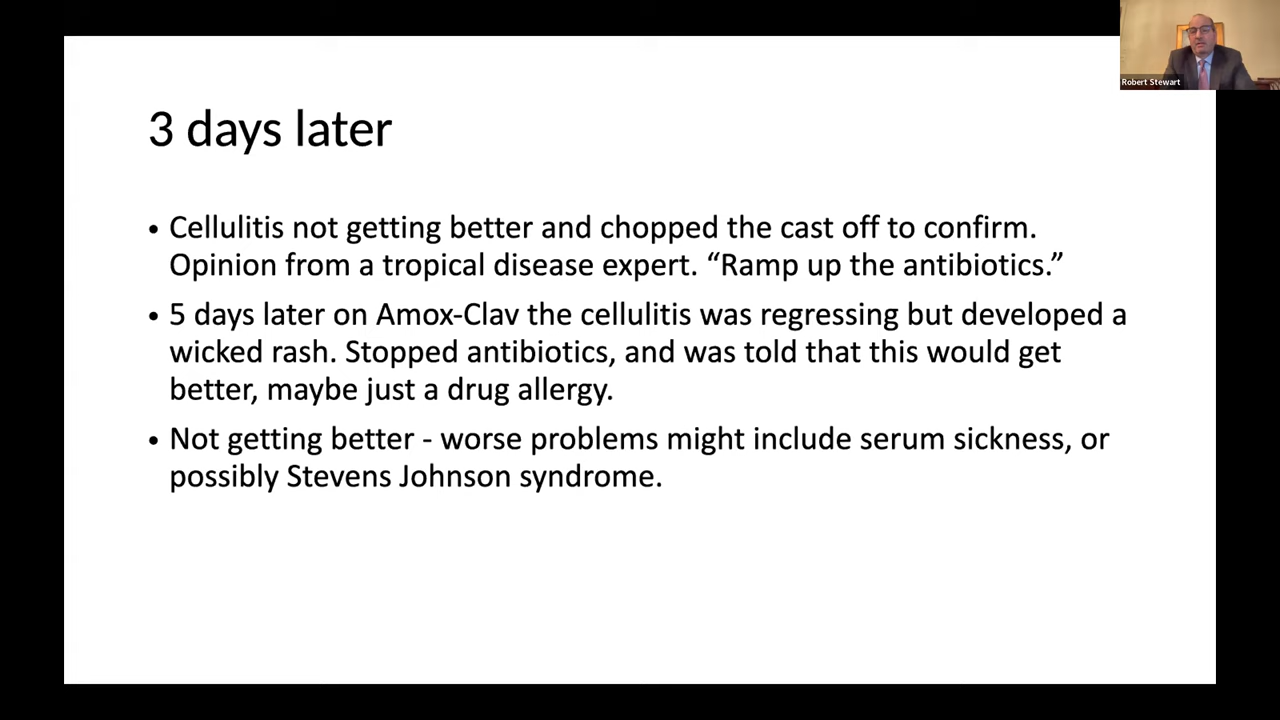 Robert Stewart
3 days later
• Cellulitis not getting better and chopped the cast off to confirm.
Opinion from a tropical disease expert. “Ramp up the antibiotics.”
• 5 days later on Amox-Clav the cellulitis was regressing but developed a
wicked rash. Stopped antibiotics, and was told that this would get
better, maybe just a drug allergy.
• Not getting better - worse problems might include serum sickness, or
possibly Stevens Johnson syndrome.